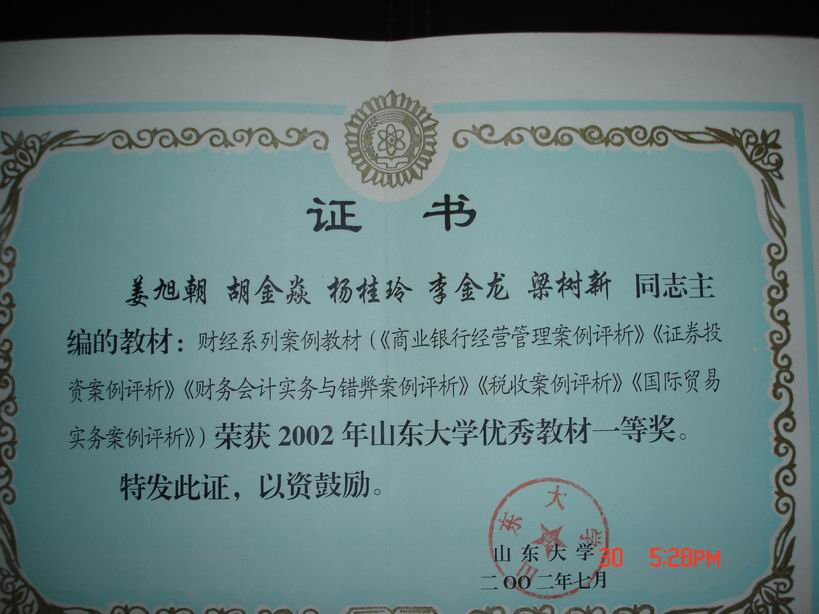 证 书
姜旭朝 胡金焱 杨桂玲 李金龙 梁树新 同志主
编的教材：财经系列案例教材（《商业银行经营管理案例评析》《证券投
资案例评析》《财务会计实务与错弊案例评析》《税收案例评析》《国际贸易
实务案例评析》）荣获 2002 年山东大学优秀教材一等奖。
特发此证，以资鼓励。
山东大学
山东大学
30 5:28PM
二OO二年七月